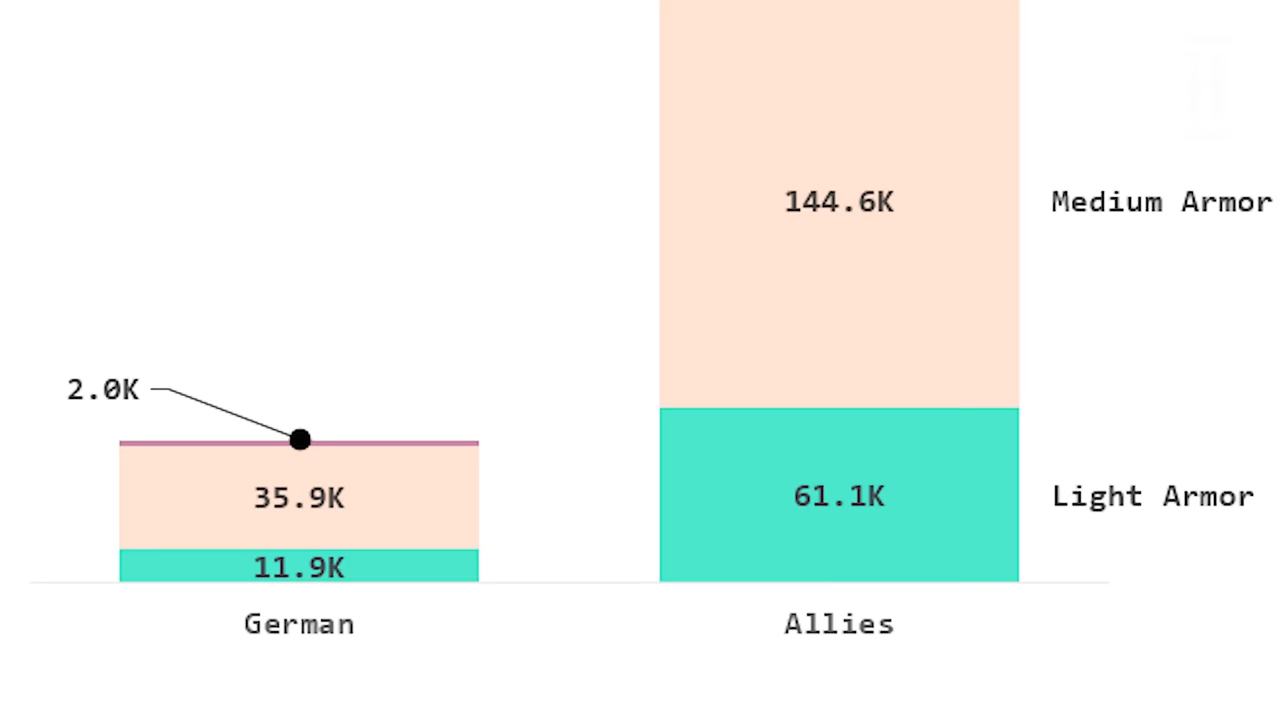 144.6K
Medium Armor
2.0K
35.9K
61.1K
Light Armor
11.9K
German
Allies